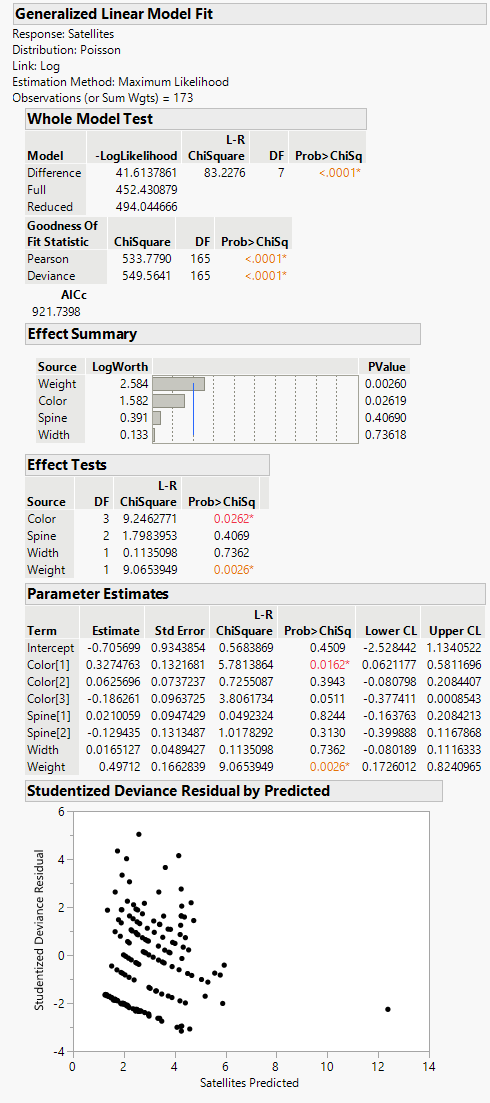 Generalized Linear Model Fit
Response: Satellites
Distribution: Poisson
Link: Log
Estimation Method: Maximum Likelihood
Observations (or Sum Wgts) = 173
Whole Model Test
L-R
Model -LogLikelihood ChiSquare DF Prob>ChiSq
Difference 41.6137861 83.2276 7 <.0001*
Full 452.430879
Reduced 494.044666
Goodness Of
Fit Statistic ChiSquare DF Prob>ChiSq
Pearson 533.7790 165 <.0001*
Deviance 549.5641 165 <.0001*
AICc
921.7398
Effect Summary
Source LogWorth PValue
Weight 2.584 0.00260
Color 1.582 0.02619
Spine 0.391 0.40690
Width 0.133 0.73618
Effect Tests
L-R
Source DF ChiSquare Prob>ChiSq
Color 3 9.2462771 0.0262*
Spine 2 1.7983953 0.4069
Width 1 0.1135098 0.7362
Weight 1 9.0653949 0.0026*
Parameter Estimates
L-R
Term Estimate Std Error ChiSquare Prob>ChiSq Lower CL Upper CL
Intercept -0.705699 0.9343854 0.5683869 0.4509 -2.528442 1.1340522
Color[1] 0.3274763 0.1321681 5.7813864 0.0162* 0.0621177 0.5811696
Color[2] 0.0625696 0.0737237 0.7255087 0.3943 -0.080798 0.2084407
Color[3] -0.186261 0.0963725 3.8061734 0.0511 -0.377411 0.0008543
Spine[1] 0.0210059 0.0947429 0.0492324 0.8244 -0.163763 0.2084213
Spine[2] -0.129435 0.1313487 1.0178292 0.3130 -0.399888 0.1167868
Width 0.0165127 0.0489427 0.1135098 0.7362 -0.080189 0.1116333
Weight 0.49712 0.1662839 9.0653949 0.0026* 0.1726012 0.8240965
Studentized Deviance Residual by Predicted
Studentized Deviance Residual
6
4
2
0
-2
-4
0 2 4 6 8 10 12 14
Satellites Predicted